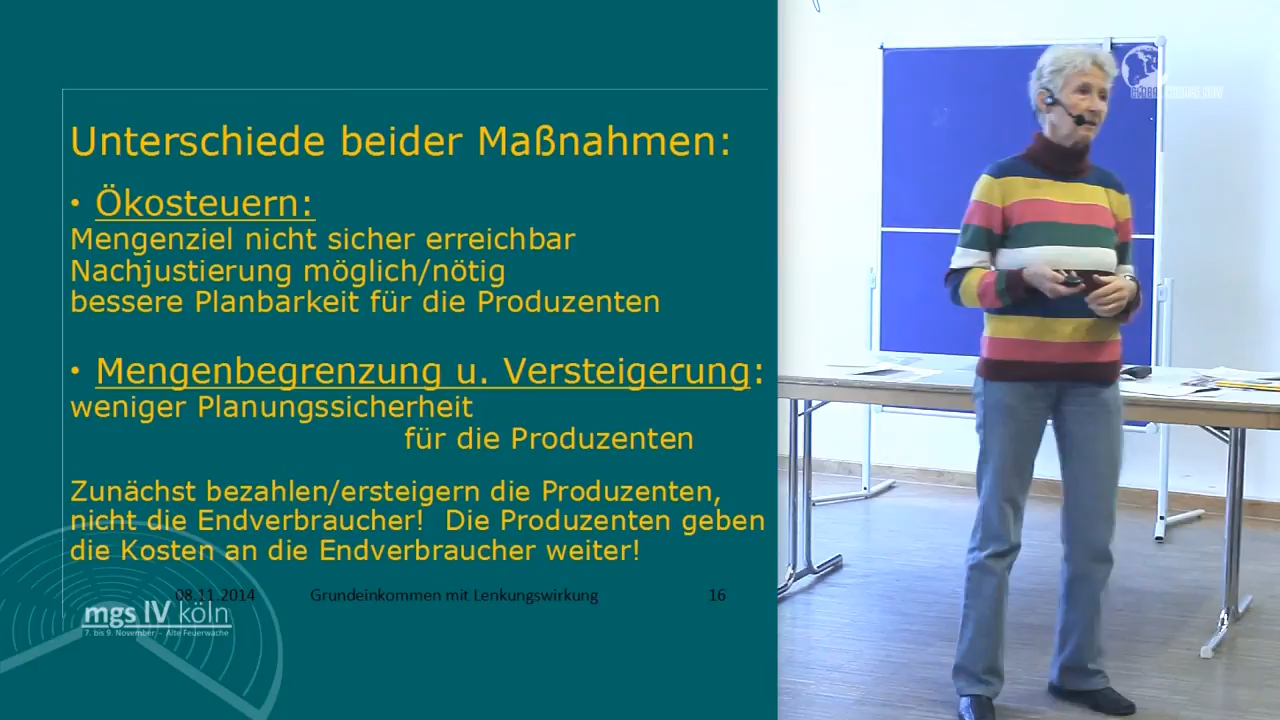 Unterschiede beider Maßnahmen:
• Ökosteuern:
Mengenziel nicht sicher erreichbar
Nachjustierung möglich/nötig
bessere Planbarkeit für die Produzenten
• Mengenbegrenzung u. Versteigerung:
weniger Planungssicherheit
für die Produzenten
Zunächst bezahlen/ersteigern die Produzenten,
nicht die Endverbraucher! Die Produzenten geben
die Kosten an die Endverbraucher weiter!
08.11.2014 Grundeinkommen mit Lenkungswirkung 16
mgs IV köln
7. bis 9. November - Alte Feuerwache